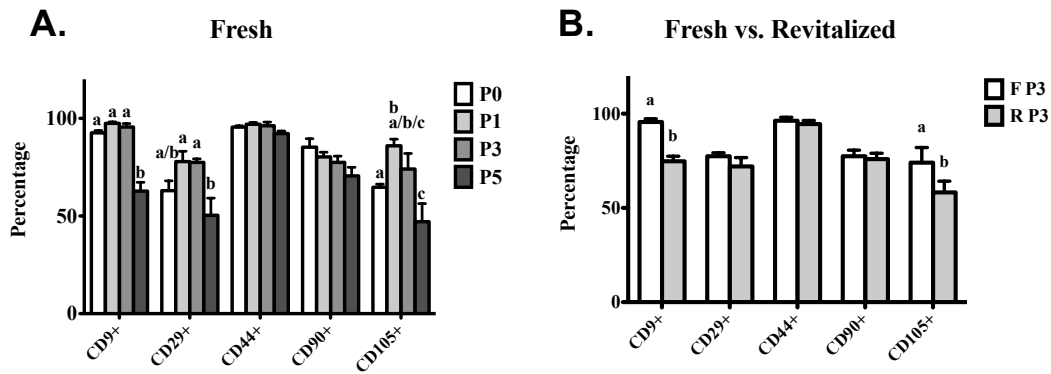 A.
Fresh
Percentage
100
50
0
a
a
a
b
a/b
a
a
b
a
b
a/b/c
c
CD9+
CD29+
CD44+
CD90+
CD105+
P0
P1
P3
P5
B.
Fresh vs. Revitalized
Percentage
100
50
0
a
b
a
b
CD9+
CD29+
CD44+
CD90+
CD105+
F P3
R P3